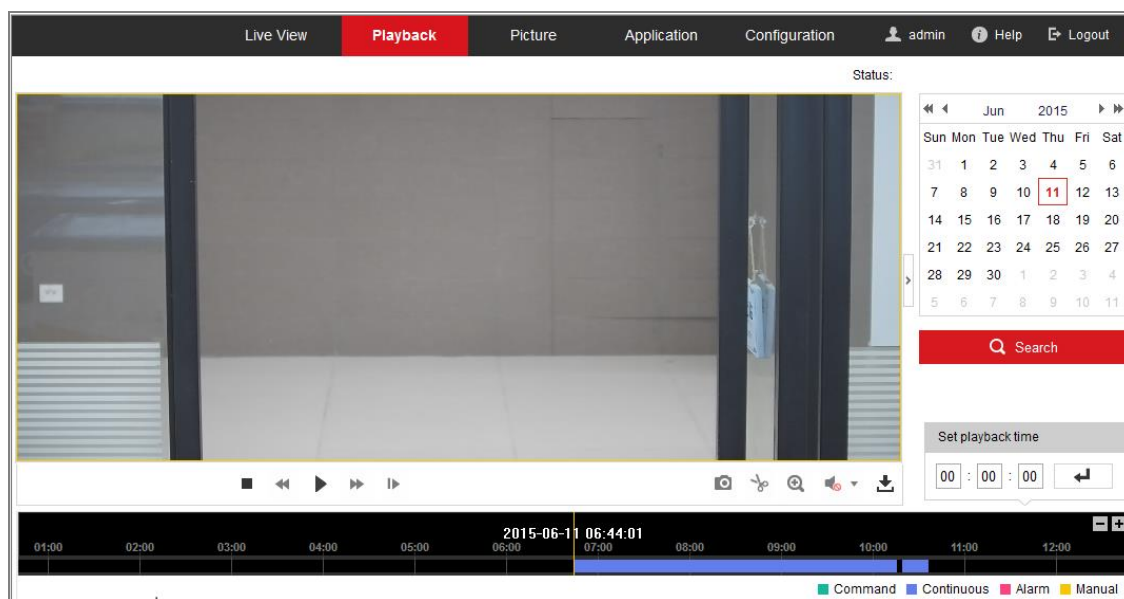 Live View Playback Picture Application Configuration admin Help Logout
Status:
Jun 2015
Sun Mon Tue Wed Thu Fri Sat
31 1 2 3 4 5 6
7 8 9 10 11 12 13
14 15 16 17 18 19 20
21 22 23 24 25 26 27
28 29 30 1 2 3 4
5 6 7 8 9 10 11
Search
Set playback time
00 : 00 : 00
2015-06-11 06:44:01
01:00 02:00 03:00 04:00 05:00 06:00 07:00 08:00 09:00 10:00 11:00 12:00
Command Continuous Alarm Manual